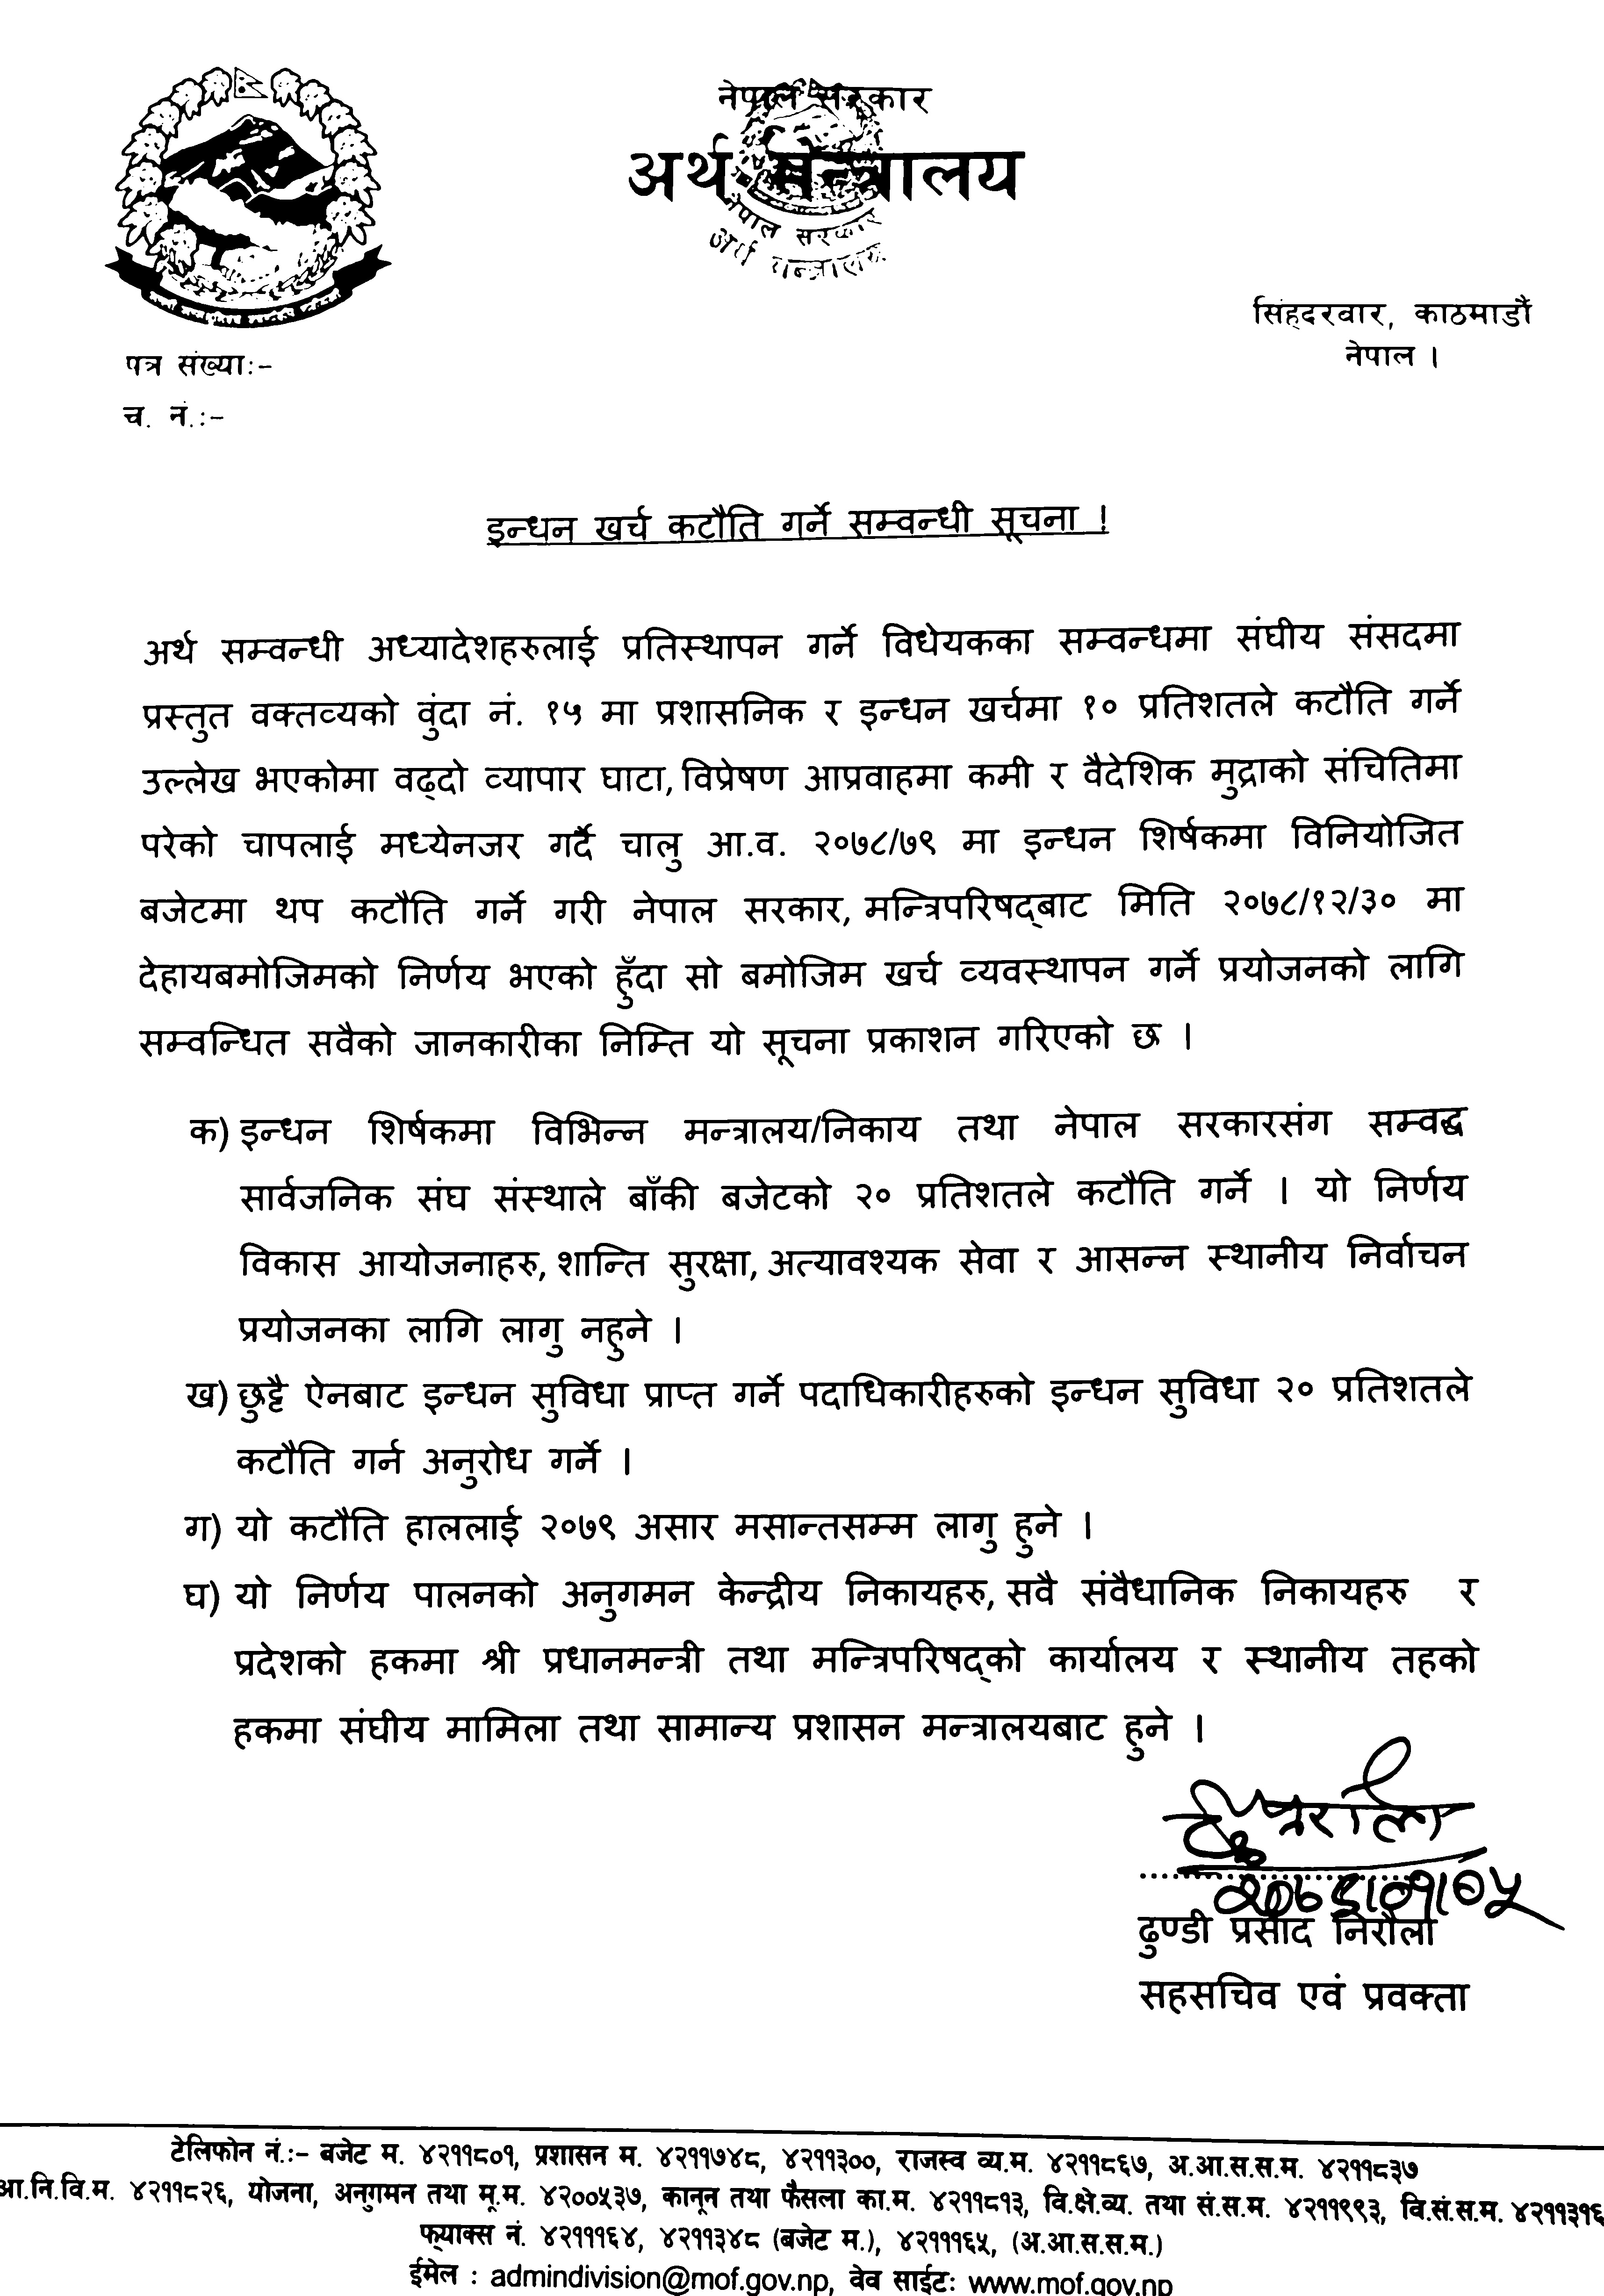 नेपाल सरकार
अर्थ मन्त्रालय
नेपाल सरकार
अर्थ मन्त्रालय
सिंहदरवार, काठमाडौं
नेपाल ।
पत्र संख्याः-
च. नं.:-
इन्धन खर्च कटौति गर्ने सम्वन्धी सूचना !
अर्थ सम्वन्धी अध्यादेशहरुलाई प्रतिस्थापन गर्ने विधेयकका सम्वन्धमा संघीय संसदमा
प्रस्तुत वक्तव्यको वुंदा नं. १५ मा प्रशासनिक र इन्धन खर्चमा १० प्रतिशतले कटौति गर्ने
उल्लेख भएकोमा वढ्दो व्यापार घाटा, विप्रेषण आप्रवाहमा कमी र वैदेशिक मुद्राको संचितिमा
परेको चापलाई मध्येनजर गर्दै चालु आ.व. २०७८/७९ मा इन्धन शिर्षकमा विनियोजित
बजेटमा थप कटौति गर्ने गरी नेपाल सरकार, मन्त्रिपरिषद्बाट मिति २०७८/१२/३० मा
देहायबमोजिमको निर्णय भएको हुँदा सो बमोजिम खर्च व्यवस्थापन गर्ने प्रयोजनको लागि
सम्वन्धित सवैको जानकारीका निम्ति यो सूचना प्रकाशन गरिएको छ ।
क) इन्धन शिर्षकमा विभिन्न मन्त्रालय/निकाय तथा नेपाल सरकारसंग सम्वद्ध
सार्वजनिक संघ संस्थाले बाँकी बजेटको २० प्रतिशतले कटौति गर्ने । यो निर्णय
विकास आयोजनाहरु, शान्ति सुरक्षा, अत्यावश्यक सेवा र आसन्न स्थानीय निर्वाचन
प्रयोजनका लागि लागु नहुने ।
ख) छुट्टै ऐनबाट इन्धन सुविधा प्राप्त गर्ने पदाधिकारीहरुको इन्धन सुविधा २० प्रतिशतले
कटौति गर्न अनुरोध गर्ने ।
ग) यो कटौति हाललाई २०७९ असार मसान्तसम्म लागु हुने ।
घ) यो निर्णय पालनको अनुगमन केन्द्रीय निकायहरु, सवै संवैधानिक निकायहरु र
प्रदेशको हकमा श्री प्रधानमन्त्री तथा मन्त्रिपरिषद्को कार्यालय र स्थानीय तहको
हकमा संघीय मामिला तथा सामान्य प्रशासन मन्त्रालयबाट हुने ।
२०७९।०१।०५
ढुण्डी प्रसाद निरौला
सहसचिव एवं प्रवक्ता
टेलिफोन नं.:- बजेट म. ४२११८०१, प्रशासन म. ४२११७४८, ४२११३००, राजस्व व्य.म. ४२११८६७, अ.आ.स.स.म. ४२११८३७
आ.नि.वि.म. ४२११८२६, योजना, अनुगमन तथा मू.म. ४२००५३७, कानून तथा फैसला का.म. ४२११८१३, वि.क्षे.व्य. तथा सं.स.म. ४२११९९३, वि.सं.स.म. ४२११३१६
फ्याक्स नं. ४२१११६४, ४२११३४८ (बजेट म.), ४२१११६५, (अ.आ.स.स.म.)
ईमेल : admindivision@mof.gov.np, वेव साईट: www.mof.gov.np